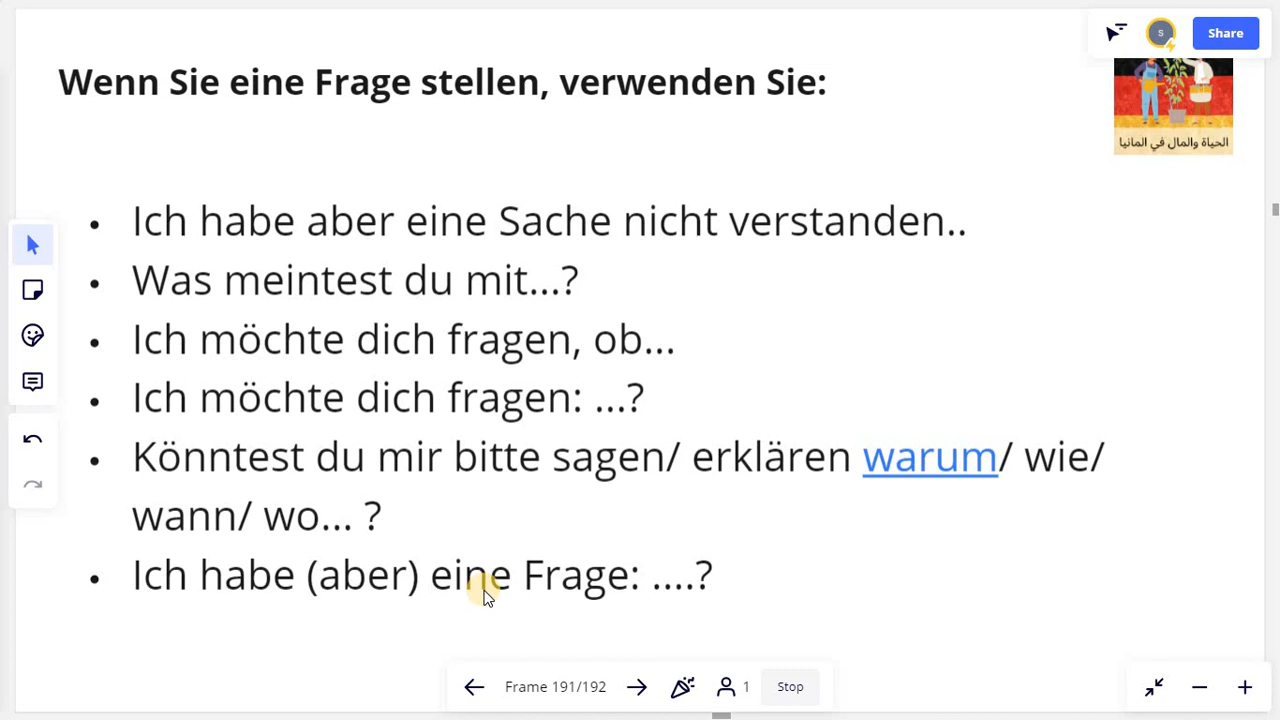 Share
S
Wenn Sie eine Frage stellen, verwenden Sie:
الحياة والمال في المانيا
• Ich habe aber eine Sache nicht verstanden..
• Was meintest du mit...?
• Ich möchte dich fragen, ob...
• Ich möchte dich fragen: ...?
• Könntest du mir bitte sagen/ erklären warum/ wie/
wann/ wo... ?
• Ich habe (aber) eine Frage: ....?
Frame 191/192
1
Stop